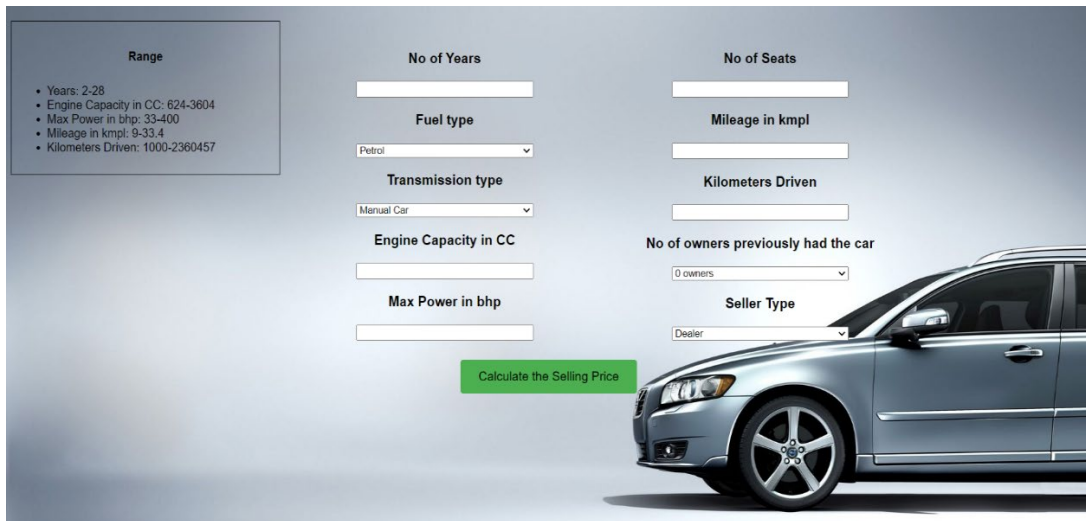 Range
• Years: 2-28
• Engine Capacity in CC: 624-3604
• Max Power in bhp: 33-400
• Mileage in kmpl: 9-33.4
• Kilometers Driven: 1000-2360457
No of Years
Fuel type
Petrol
Transmission type
Manual Car
Engine Capacity in CC
Max Power in bhp
No of Seats
Mileage in kmpl
Kilometers Driven
No of owners previously had the car
0 owners
Seller Type
Dealer
Calculate the Selling Price